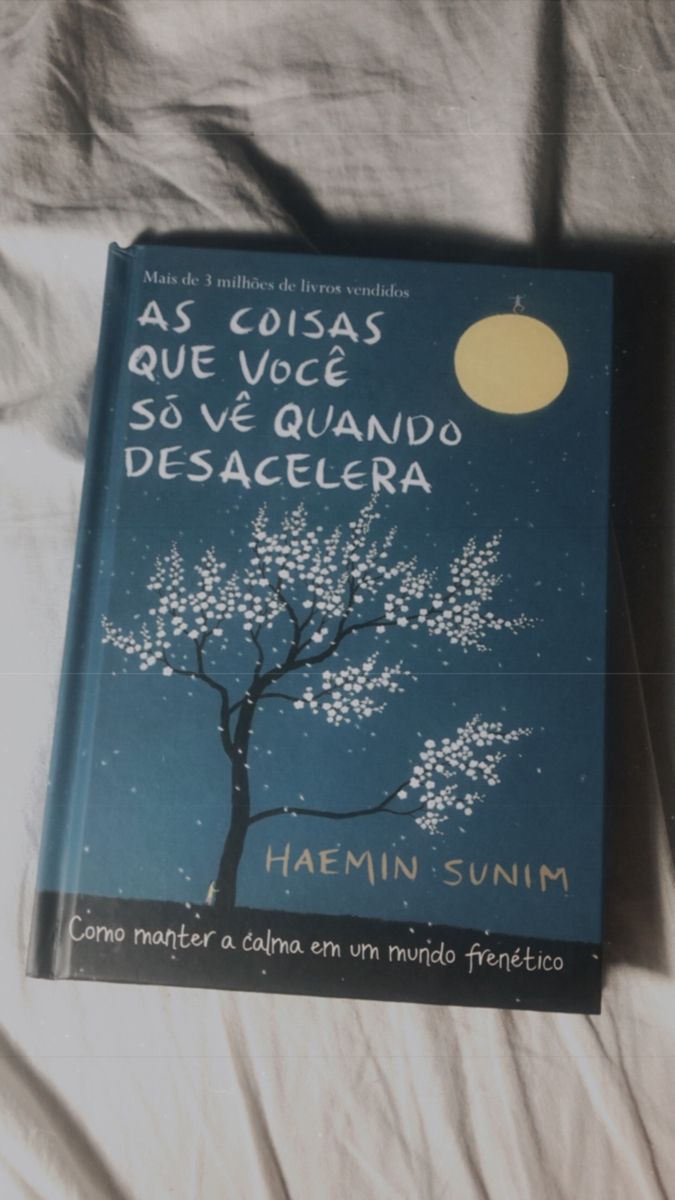 Mais de 3 milhões de livros vendidos
AS COISAS
QUE VOCÊ
SÓ VÊ QUANDO
DESACELERA
HAEMIN SUNIM
Como manter a calma em um mundo frenético